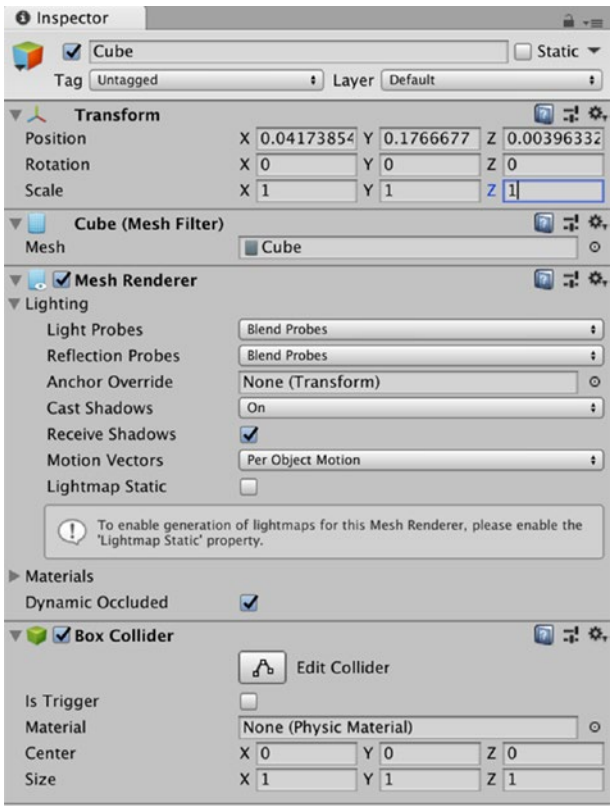 Inspector
Cube Static
Tag Untagged Layer Default
Transform
Position X 0.04173854 Y 0.1766677 Z 0.00396332
Rotation X 0 Y 0 Z 0
Scale X 1 Y 1 Z 1
Cube (Mesh Filter)
Mesh Cube
Mesh Renderer
Lighting
Light Probes Blend Probes
Reflection Probes Blend Probes
Anchor Override None (Transform)
Cast Shadows On
Receive Shadows
Motion Vectors Per Object Motion
Lightmap Static
To enable generation of lightmaps for this Mesh Renderer, please enable the
'Lightmap Static' property.
Materials
Dynamic Occluded
Box Collider
Edit Collider
Is Trigger
Material None (Physic Material)
Center X 0 Y 0 Z 0
Size X 1 Y 1 Z 1